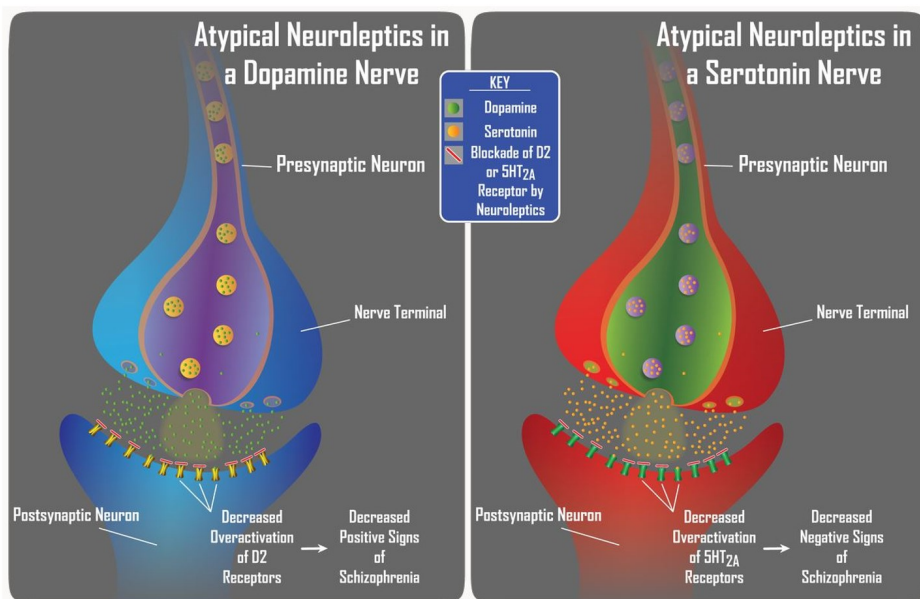 Atypical Neuroleptics in
a Dopamine Nerve
Presynaptic Neuron
Nerve Terminal
Postsynaptic Neuron
Decreased
Overactivation
of D2
Receptors
Decreased
Positive Signs
of
Schizophrenia
KEY
Dopamine
Serotonin
Blockade of D2
or 5HT2A
Receptor by
Neuroleptics
Atypical Neuroleptics in
a Serotonin Nerve
Presynaptic Neuron
Nerve Terminal
Postsynaptic Neuron
Decreased
Overactivation
of 5HT2A
Receptors
Decreased
Negative Signs
of
Schizophrenia